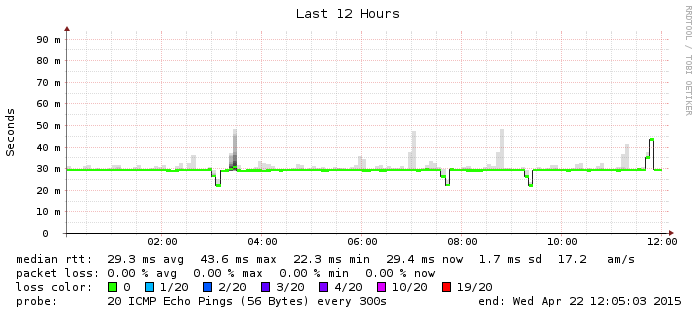 Last 12 Hours
RRDTOOL / TOBI OETIKER
Seconds
90 m
80 m
70 m
60 m
50 m
40 m
30 m
20 m
10 m
0
02:00 04:00 06:00 08:00 10:00 12:00
median rtt: 29.3 ms avg 43.6 ms max 22.3 ms min 29.4 ms now 1.7 ms sd 17.2 am/s
packet loss: 0.00 % avg 0.00 % max 0.00 % min 0.00 % now
loss color: 0 1/20 2/20 3/20 4/20 10/20 19/20
probe: 20 ICMP Echo Pings (56 Bytes) every 300s end: Wed Apr 22 12:05:03 2015